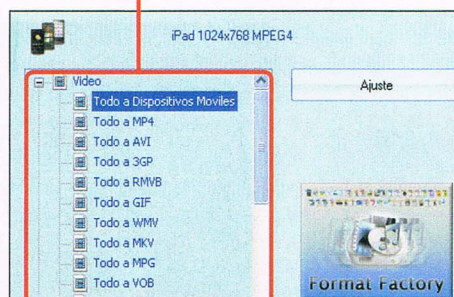 iPad 1024x768 MPEG4
Video
Ajuste
Todo a Dispositivos Moviles
Todo a MP4
Todo a AVI
Todo a 3GP
Todo a RMVB
Todo a GIF
Todo a WMV
Todo a MKV
Todo a MPG
Todo a VOB
Format Factory